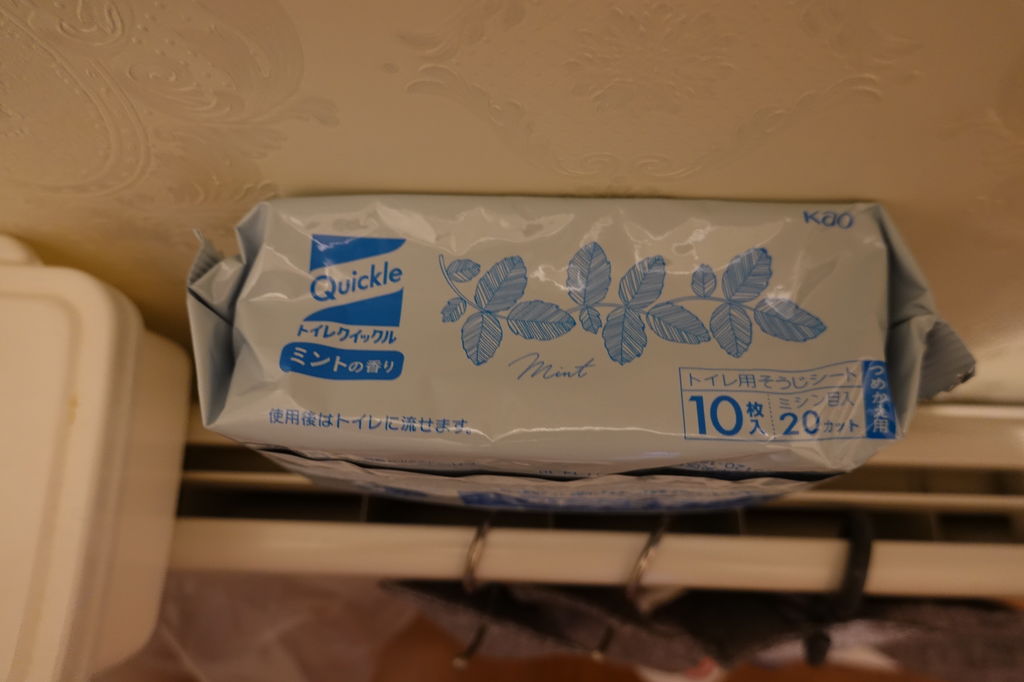 Kao
Quickle
トイレクイックル
ミントの香り
Mint
使用後はトイレに流せます。
トイレ用そうじシート
10枚入
ミシン目入
20カット
つめかえ用